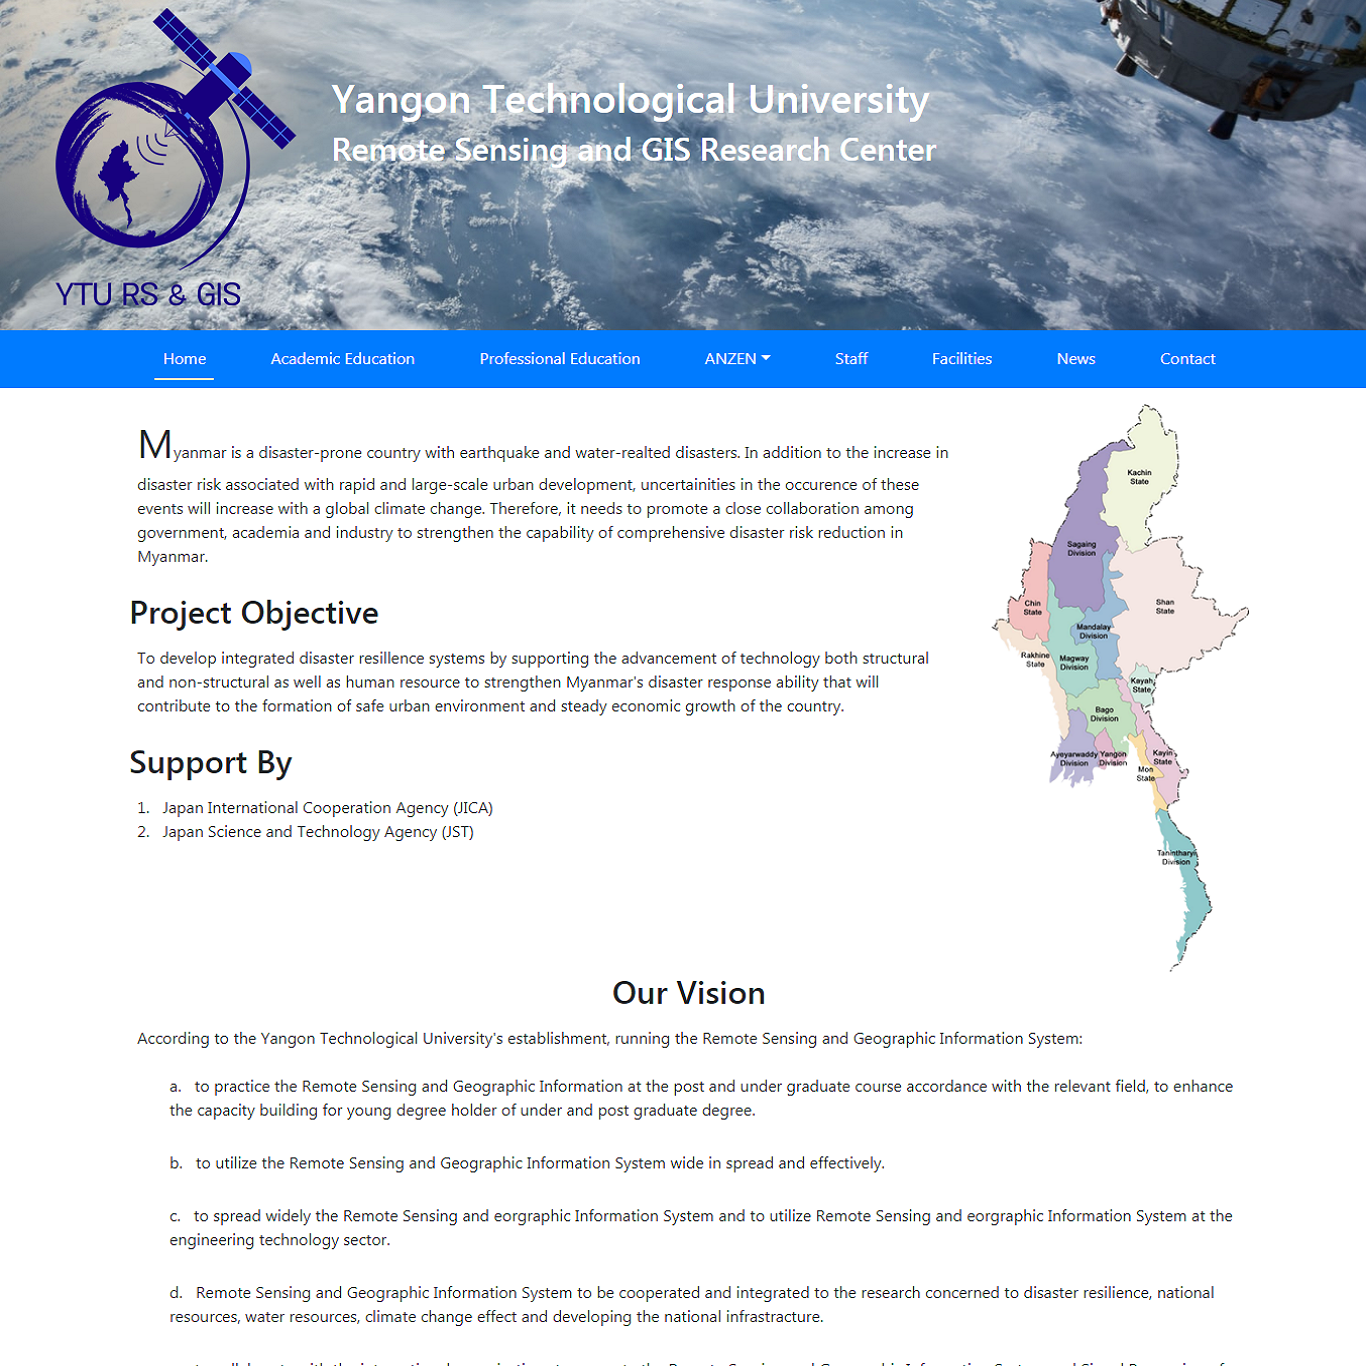 Yangon Technological University
Remote Sensing and GIS Research Center
YTU RS & GIS
Home
Academic Education
Professional Education
ANZEN
Staff
Facilities
News
Contact
Myanmar is a disaster-prone country with earthquake and water-realted disasters. In addition to the increase in
disaster risk associated with rapid and large-scale urban development, uncertainities in the occurence of these
events will increase with a global climate change. Therefore, it needs to promote a close collaboration among
government, academia and industry to strengthen the capability of comprehensive disaster risk reduction in
Myanmar.
Project Objective
To develop integrated disaster resillence systems by supporting the advancement of technology both structural
and non-structural as well as human resource to strengthen Myanmar's disaster response ability that will
contribute to the formation of safe urban environment and steady economic growth of the country.
Support By
1. Japan International Cooperation Agency (JICA)
2. Japan Science and Technology Agency (JST)
Kachin
State
Sagaing
Division
Chin
State
Shan
State
Mandalay
Division
Rakhine
State
Magway
Division
Kayah
State
Bago
Division
Ayeyarwaddy
Division
Yangon
Division
Kayin
State
Mon
State
Tanintharyi
Division
Our Vision
According to the Yangon Technological University's establishment, running the Remote Sensing and Geographic Information System:
a. to practice the Remote Sensing and Geographic Information at the post and under graduate course accordance with the relevant field, to enhance
the capacity building for young degree holder of under and post graduate degree.
b. to utilize the Remote Sensing and Geographic Information System wide in spread and effectively.
c. to spread widely the Remote Sensing and eorgraphic Information System and to utilize Remote Sensing and eorgraphic Information System at the
engineering technology sector.
d. Remote Sensing and Geographic Information System to be cooperated and integrated to the research concerned to disaster resilience, national
resources, water resources, climate change effect and developing the national infrastracture.